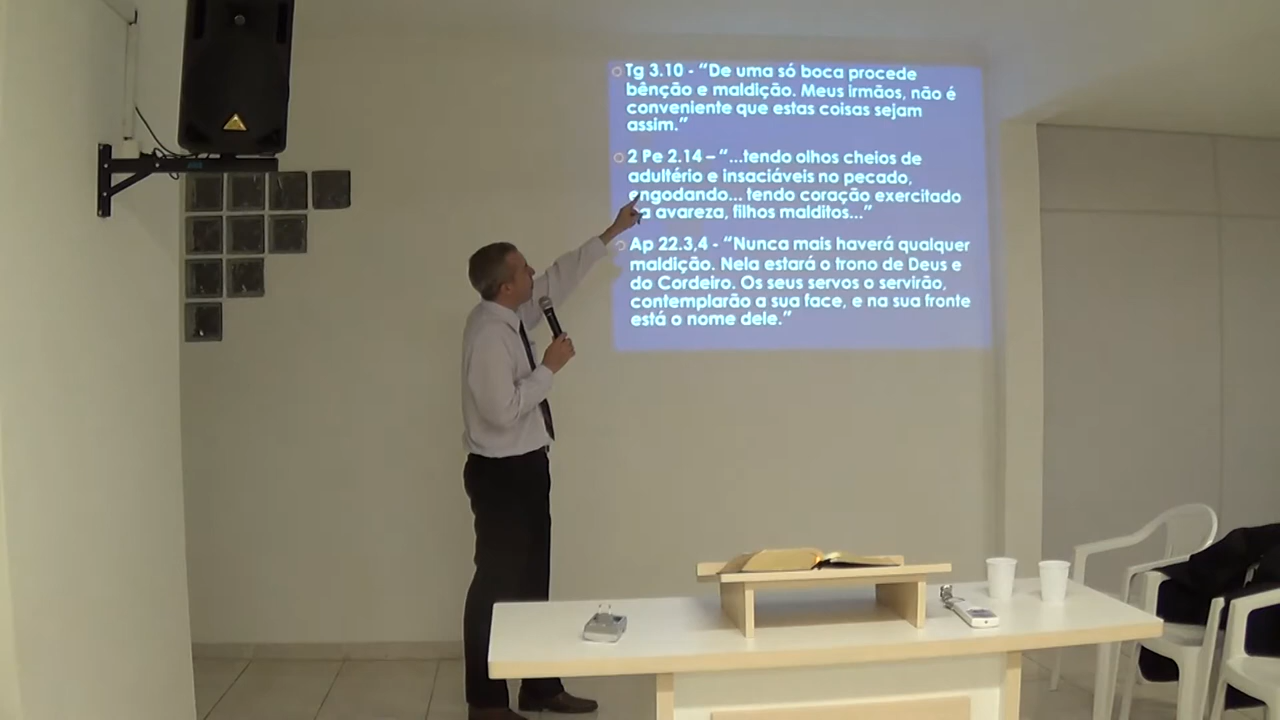 Tg 3.10 - “De uma só boca procede
bênção e maldição. Meus irmãos, não é
conveniente que estas coisas sejam
assim.”
2 Pe 2.14 – “...tendo olhos cheios de
adultério e insaciáveis no pecado,
engodando... tendo coração exercitado
avareza, filhos malditos...”
Ap 22.3,4 - “Nunca mais haverá qualquer
maldição. Nela estará o trono de Deus e
do Cordeiro. Os seus servos o servirão,
contemplarão a sua face, e na sua fronte
está o nome dele.”